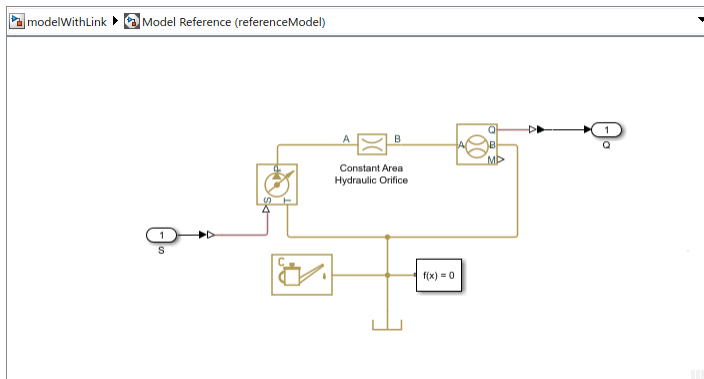 modelWithLink
Model Reference (referenceModel)
A
B
Constant Area
Hydraulic Orifice
A
Q
B
M
1
Q
P
S
T
1
S
C
f(x) = 0